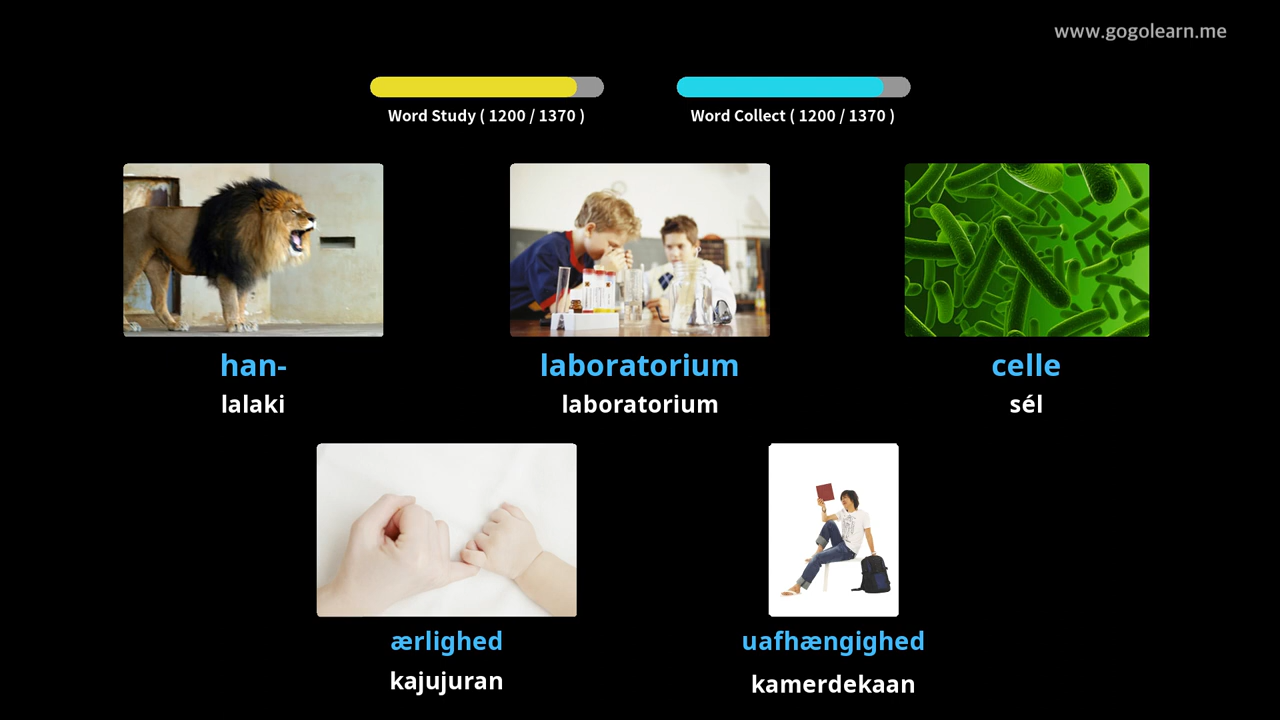 www.gogolearn.me
Word Study ( 1200 / 1370 )
Word Collect ( 1200 / 1370 )
han-
lalaki
laboratorium
laboratorium
celle
sél
ærlighed
kajujuran
uafhængighed
kamerdekaan